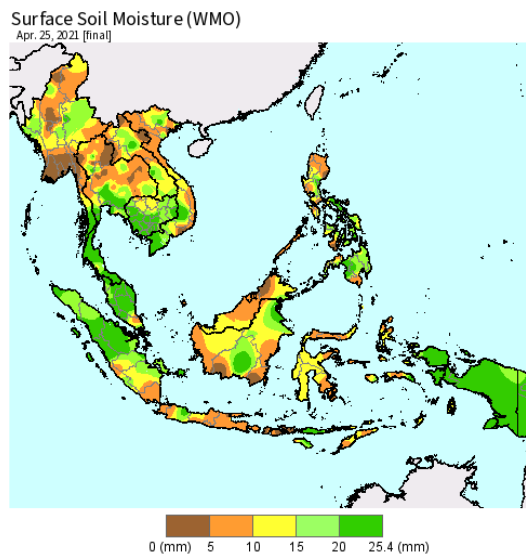 Surface Soil Moisture (WMO)
Apr. 25, 2021 [final]
0 (mm) 5 10 15 20 25.4 (mm)